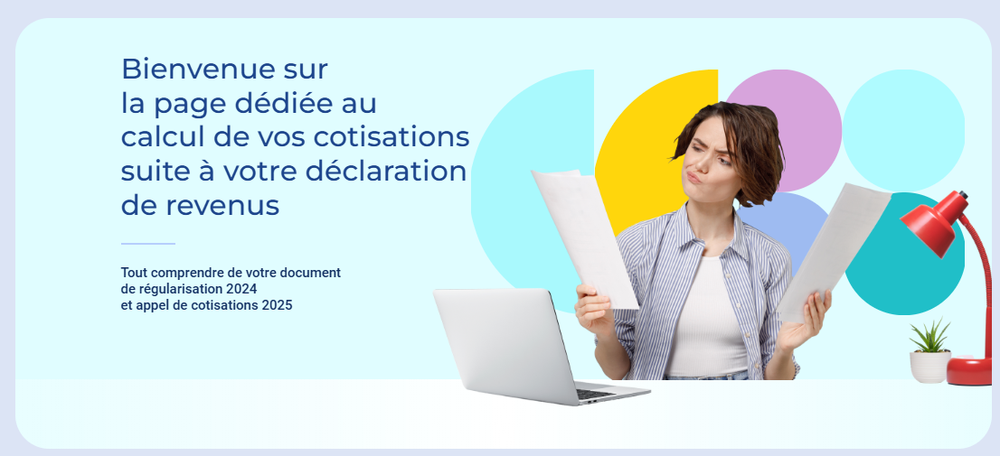 Bienvenue sur
la page dédiée au
calcul de vos cotisations
suite à votre déclaration
de revenus
Tout comprendre de votre document
de régularisation 2024
et appel de cotisations 2025